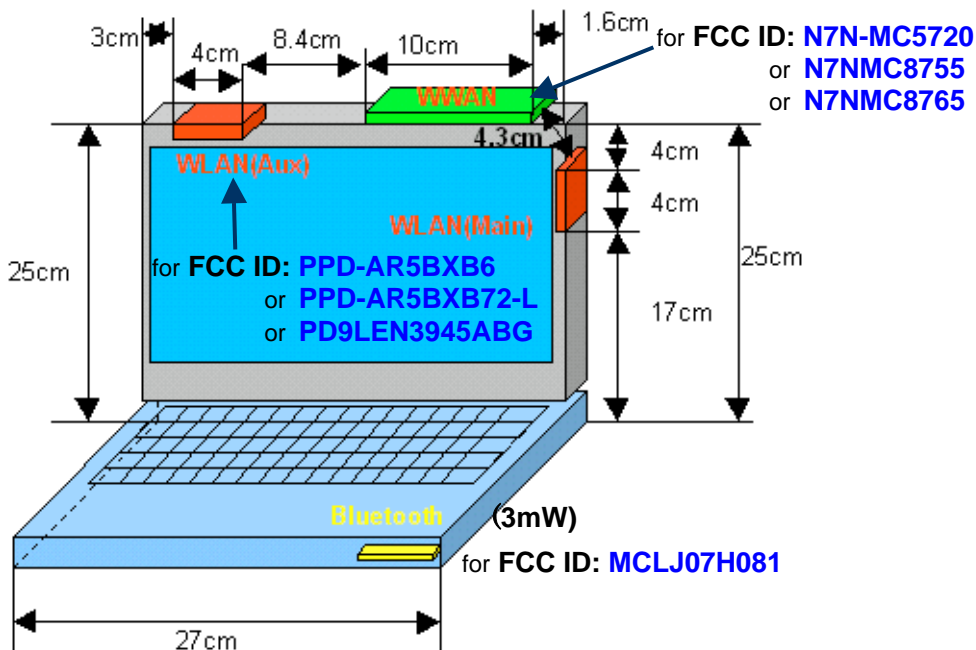 3cm
4cm
8.4cm
10cm
1.6cm
for FCC ID: N7N-MC5720
or N7NMC8755
or N7NMC8765
WWAN
4.3cm
4cm
WLAN(Aux)
4cm
WLAN(Main)
25cm
25cm
for FCC ID: PPD-AR5BXB6
or PPD-AR5BXB72-L
or PD9LEN3945ABG
17cm
Bluetooth (3mW)
for FCC ID: MCLJ07H081
27cm